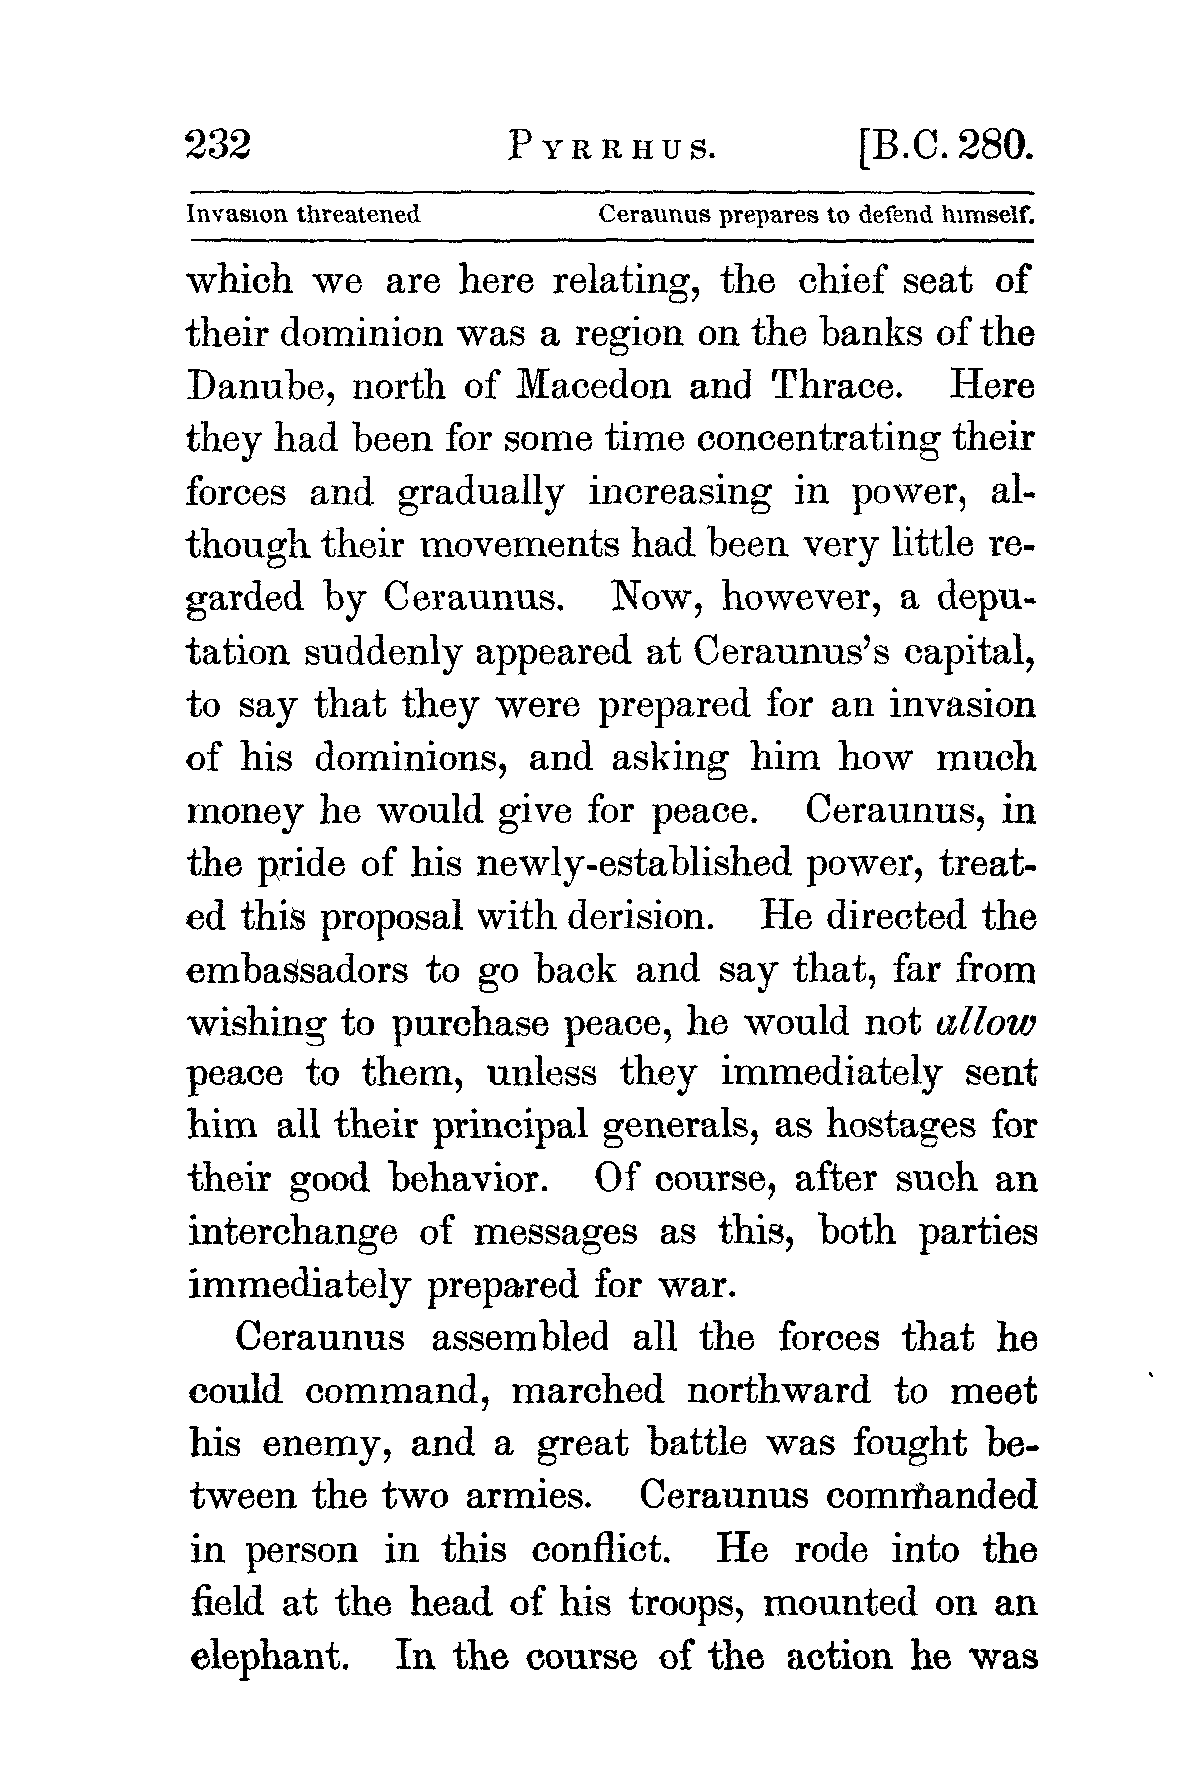 232 PYRRHUS. [B.C. 280.
Invasion threatened Ceraunus prepares to defend himself.
which we are here relating, the chief seat of
their dominion was a region on the banks of the
Danube, north of Macedon and Thrace. Here
they had been for some time concentrating their
forces and gradually increasing in power, al-
though their movements had been very little re-
garded by Ceraunus. Now, however, a depu-
tation suddenly appeared at Ceraunus's capital,
to say that they were prepared for an invasion
of his dominions, and asking him how much
money he would give for peace. Ceraunus, in
the pride of his newly-established power, treat-
ed this proposal with derision. He directed the
embassadors to go back and say that, far from
wishing to purchase peace, he would not allow
peace to them, unless they immediately sent
him all their principal generals, as hostages for
their good behavior. Of course, after such an
interchange of messages as this, both parties
immediately prepared for war.
Ceraunus assembled all the forces that he
could command, marched northward to meet
his enemy, and a great battle was fought be-
tween the two armies. Ceraunus commanded
in person in this conflict. He rode into the
field at the head of his troops, mounted on an
elephant. In the course of the action he was